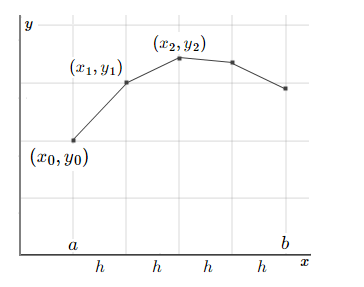 y
(x₂, y₂)
(x₁, y₁)
(x₀, y₀)
a b
h h h h x